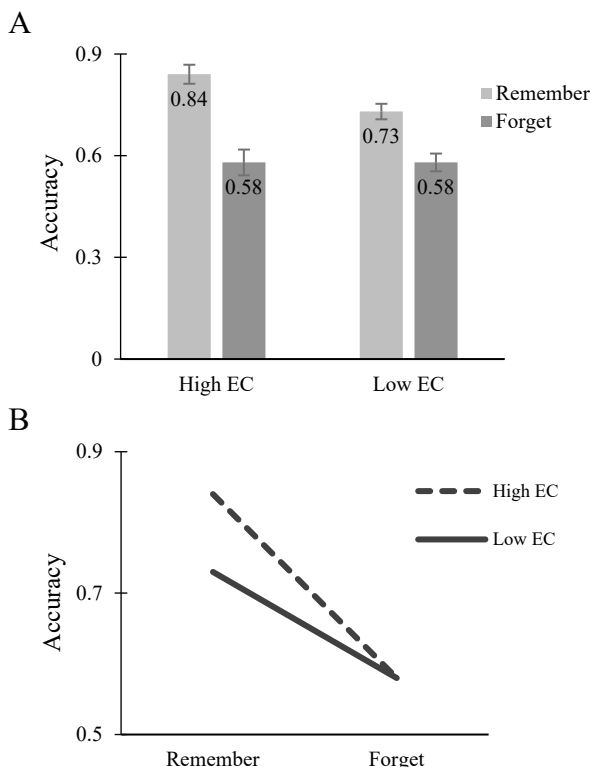 A
0.9
0.6
0.3
0
Accuracy
0.84
0.58
0.73
0.58
High EC
Low EC
Remember
Forget
B
0.9
0.7
0.5
Accuracy
High EC
Low EC
Remember
Forget